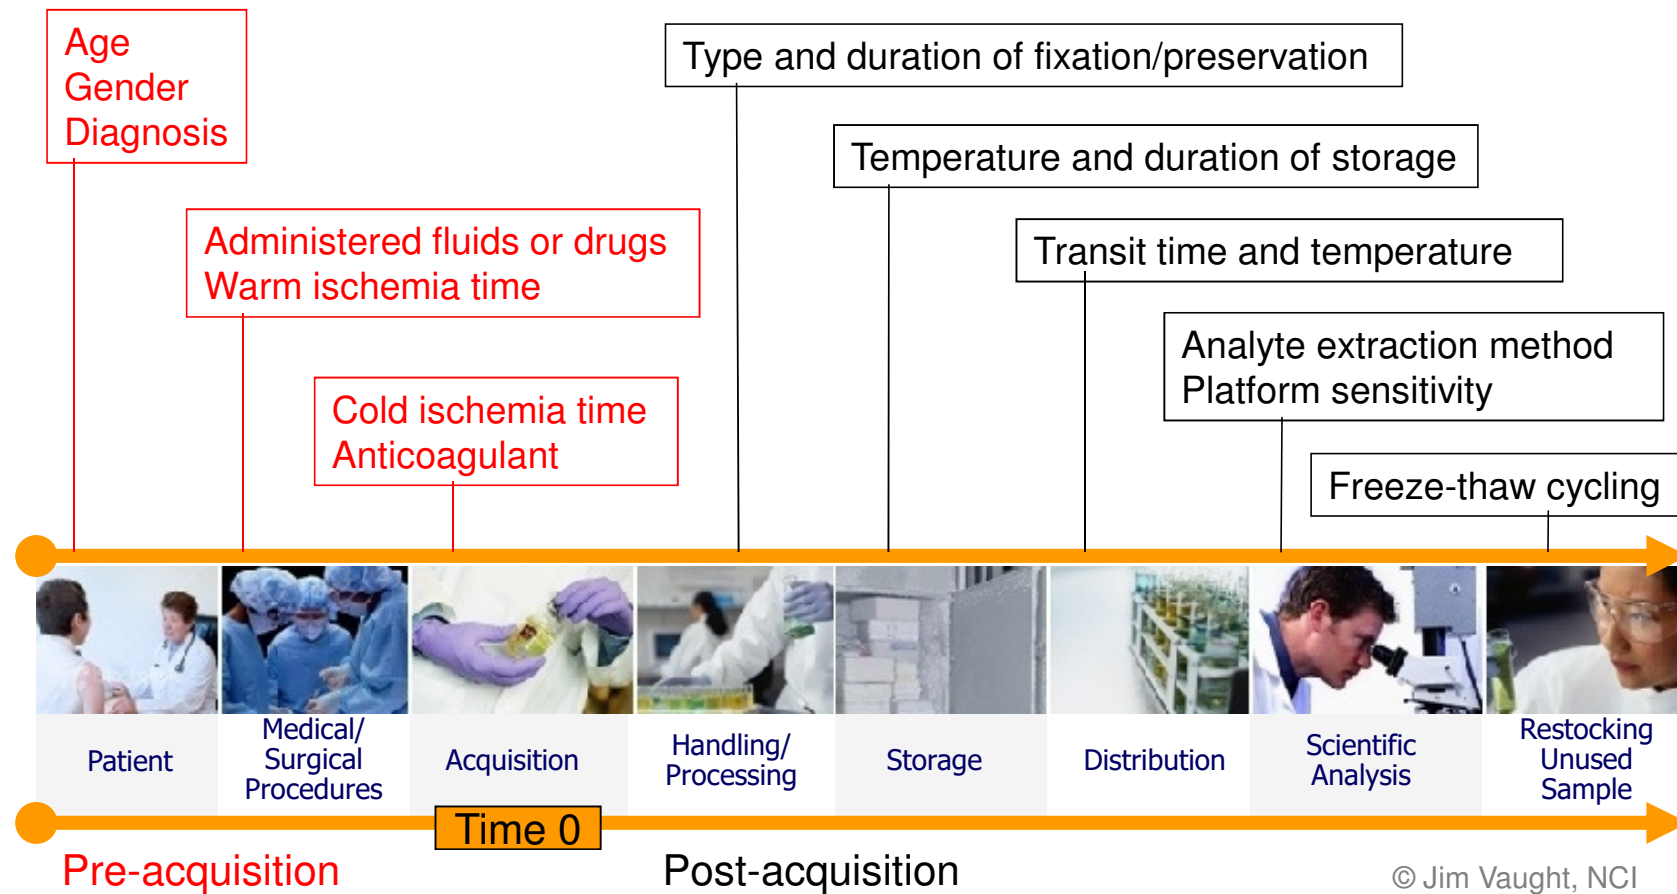 Age
Gender
Diagnosis
Type and duration of fixation/preservation
Temperature and duration of storage
Administered fluids or drugs
Warm ischemia time
Transit time and temperature
Analyte extraction method
Platform sensitivity
Cold ischemia time
Anticoagulant
Freeze-thaw cycling
Patient
Medical/
Surgical
Procedures
Acquisition
Handling/
Processing
Storage
Distribution
Scientific
Analysis
Restocking
Unused
Sample
Time 0
Pre-acquisition
Post-acquisition
© Jim Vaught, NCI